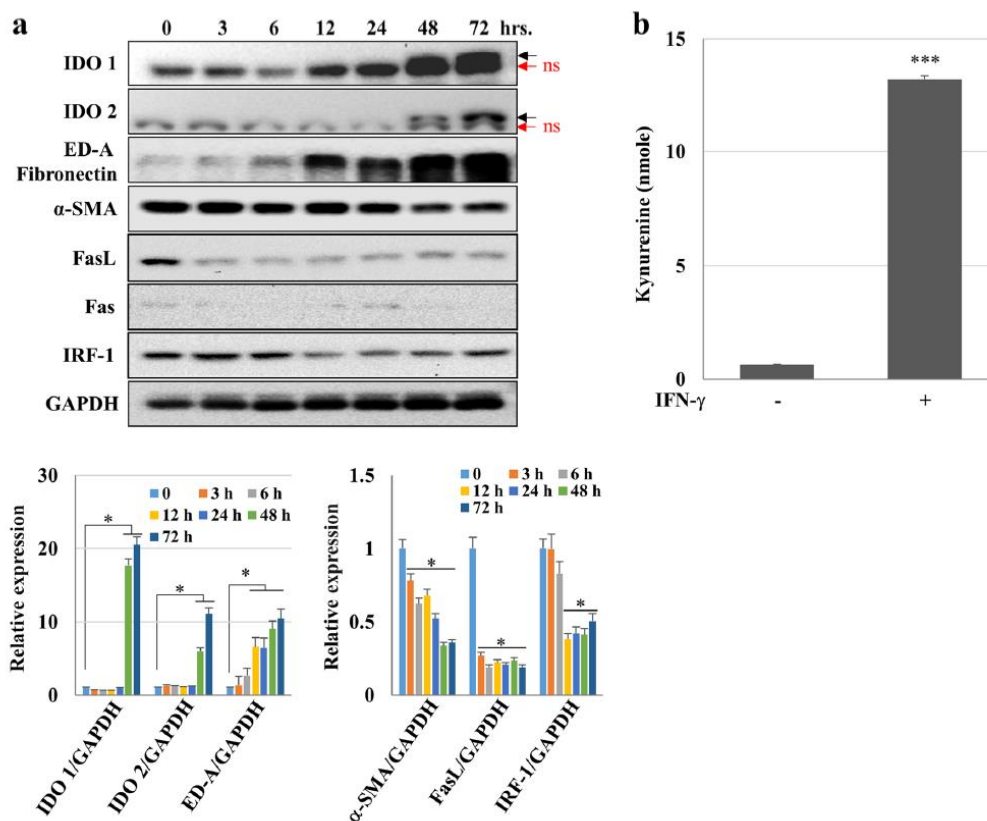 a
0 3 6 12 24 48 72 hrs.
IDO 1
ns
IDO 2
ns
ED-A
Fibronectin
α-SMA
FasL
Fas
IRF-1
GAPDH
b
Kynurenine (nmole)
15
10
5
0
***
IFN-γ - +
Relative expression
30
20
10
0
0 3 h 6 h
12 h 24 h 48 h
72 h
* * *
IDO 1/GAPDH
IDO 2/GAPDH
ED-A/GAPDH
Relative expression
1.5
1
0.5
0
0 3 h 6 h
12 h 24 h 48 h
72 h
* * *
α-SMA/GAPDH
FasL/GAPDH
IRF-1/GAPDH